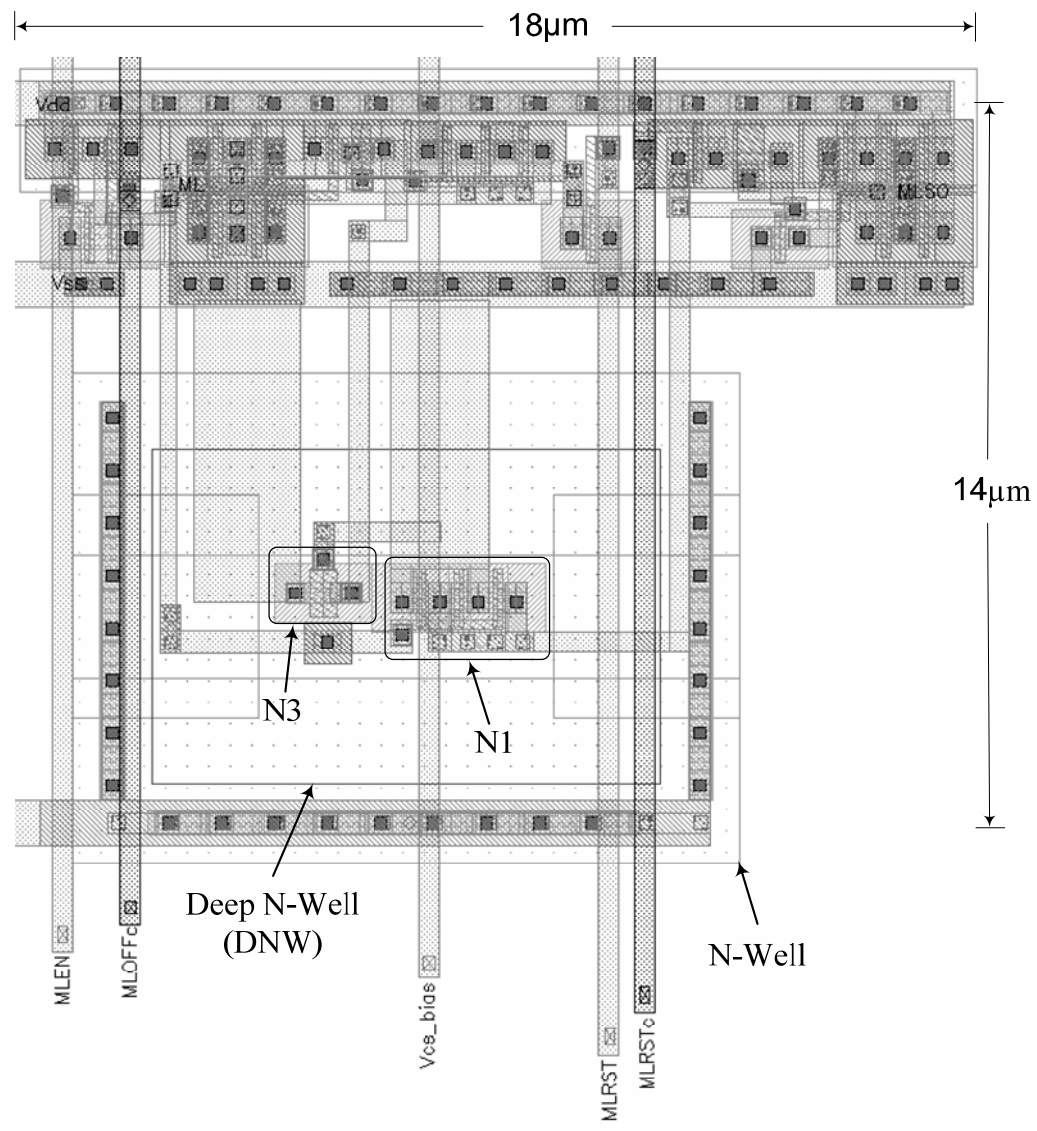 18µm
Vdd
ML
MLSO
Vss
14µm
N3
N1
Deep N-Well
(DNW)
N-Well
MLEN
MLOFFc
Vcs_bias
MLRST
MLRSTc